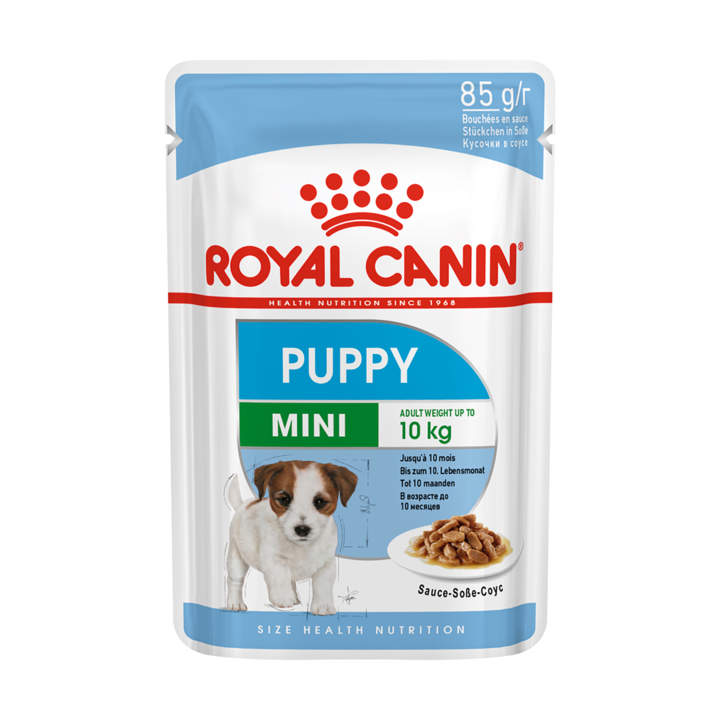 85 g/г
Bouchées en sauce
Stückchen in Soße
Кусочки в соусе
ROYAL CANIN®
HEALTH NUTRITION SINCE 1968
PUPPY
MINI
ADULT WEIGHT UP TO
10 kg
Jusqu'à 10 mois
Bis zum 10. Lebensmonat
Tot 10 maanden
В возрасте до
10 месяцев
Sauce-Soße-Соус
SIZE HEALTH NUTRITION